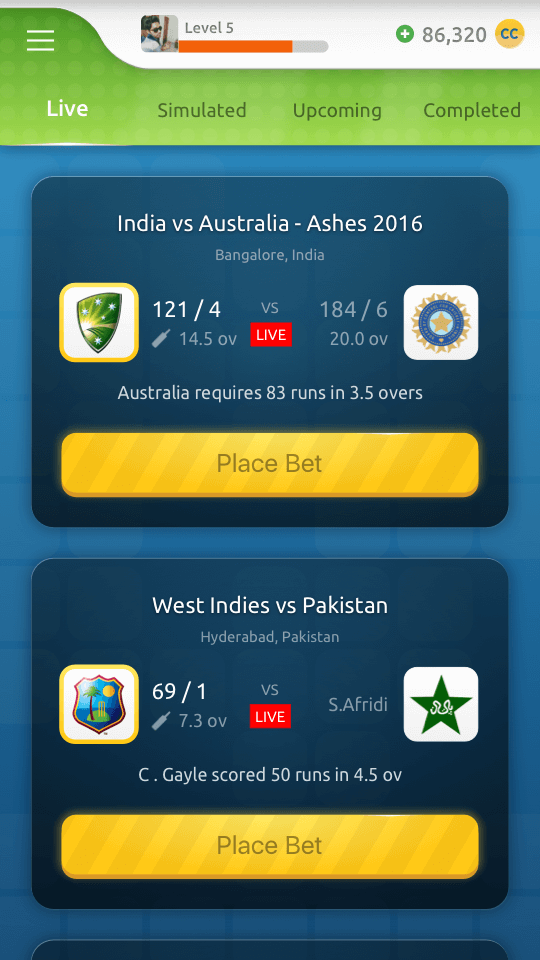 Level 5
86,320
CC
Live
Simulated
Upcoming
Completed
India vs Australia - Ashes 2016
Bangalore, India
121 / 4
VS
184 / 6
14.5 ov
LIVE
20.0 ov
Australia requires 83 runs in 3.5 overs
Place Bet
West Indies vs Pakistan
Hyderabad, Pakistan
69 / 1
VS
S.Afridi
7.3 ov
LIVE
C . Gayle scored 50 runs in 4.5 ov
Place Bet